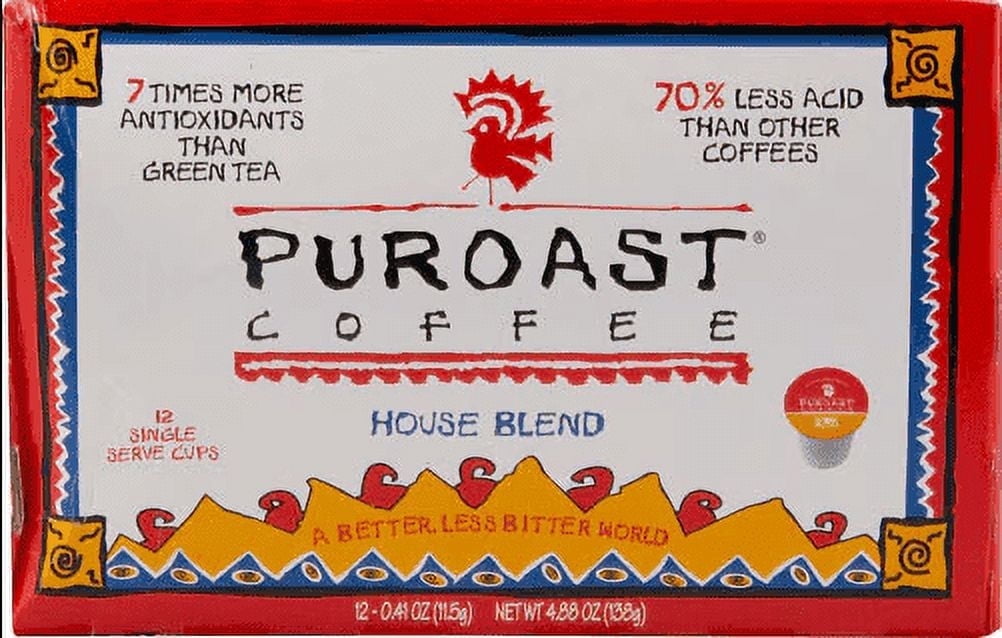 7 TIMES MORE
ANTIOXIDANTS
THAN
GREEN TEA
70% LESS ACID
THAN OTHER
COFFEES
PUROAST®
COFFEE
HOUSE BLEND
PUROAST
12
SINGLE
SERVE CUPS
A BETTER, LESS BITTER WORLD
12 - 0.41 OZ (11.5g) NET WT 4.88 OZ (138g)